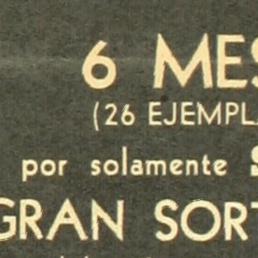 6 MES
(26 EJEMPLA
por solamente $
GRAN SORT